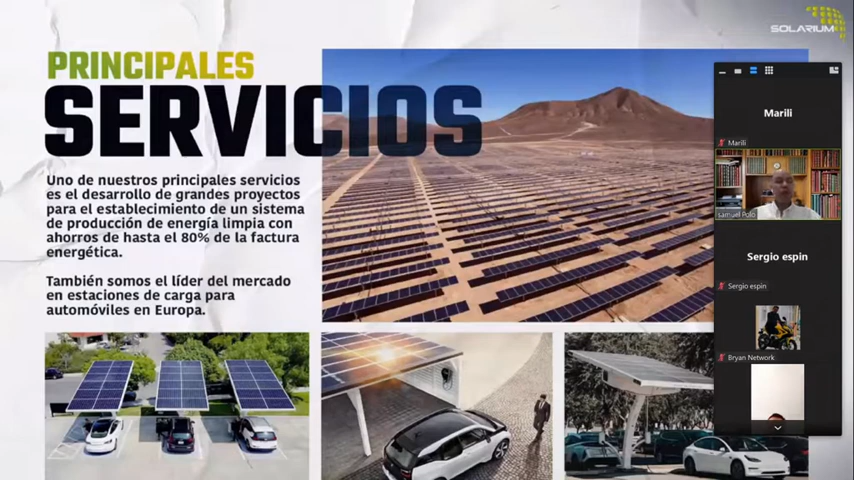 SOLARIUM
PRINCIPALES
SERVICIOS
Uno de nuestros principales servicios
es el desarrollo de grandes proyectos
para el establecimiento de un sistema
de producción de energía limpia con
ahorros de hasta el 80% de la factura
energética.
También somos el líder del mercado
en estaciones de carga para
automóviles en Europa.
Marili
Marili
samuel Polo
Sergio espin
Sergio espin
Bryan Network